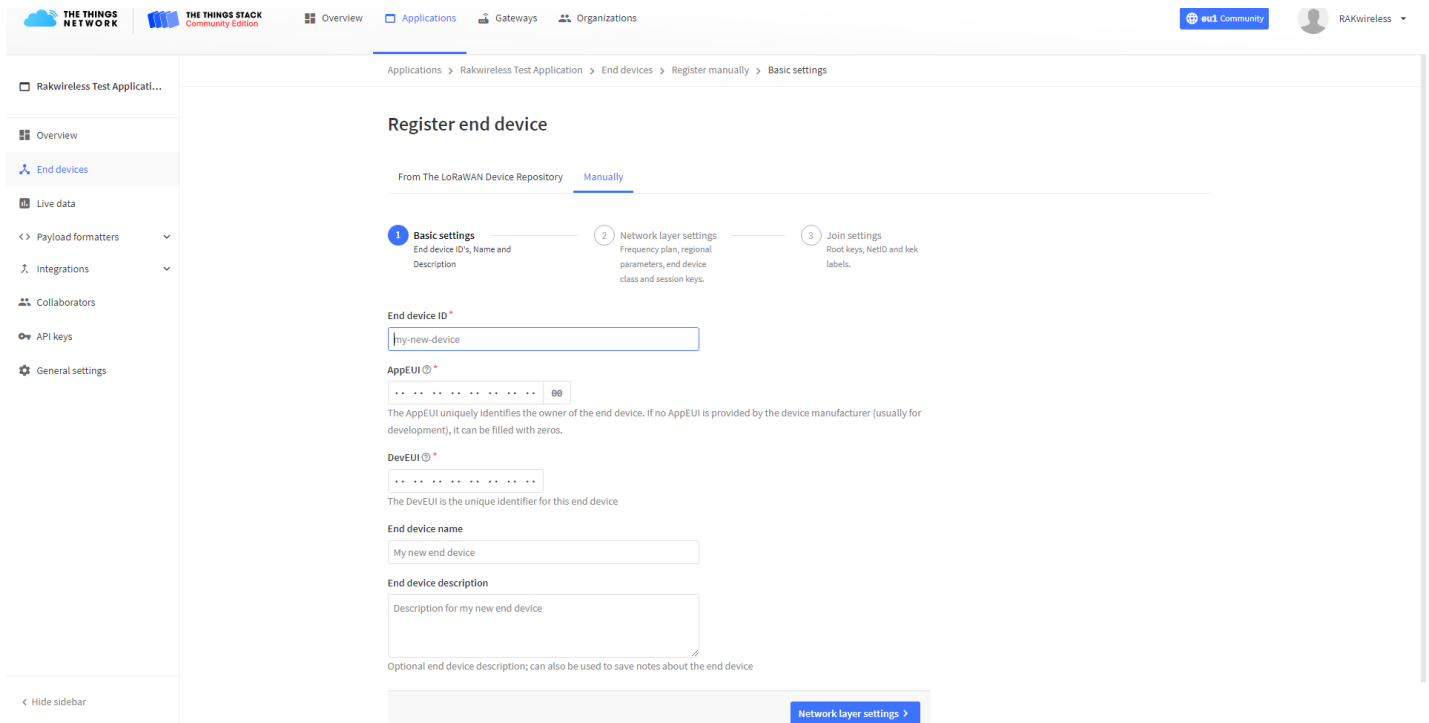 THE THINGS
NETWORK
THE THINGS STACK
Community Edition
Overview
Applications
Gateways
Organizations
eu1 Community
RAKwireless
Rakwireless Test Applicati...
Overview
End devices
Live data
Payload formatters
Integrations
Collaborators
API keys
General settings
Hide sidebar
Applications > Rakwireless Test Application > End devices > Register manually > Basic settings
Register end device
From The LoRaWAN Device Repository
Manually
1 Basic settings
End device ID's, Name and
Description
2 Network layer settings
Frequency plan, regional
parameters, end device
class and session keys.
3 Join settings
Root keys, NetID and kek
labels.
End device ID *
my-new-device
AppEUI *
·· ·· ·· ·· ·· ·· ·· ·· 00
The AppEUI uniquely identifies the owner of the end device. If no AppEUI is provided by the device manufacturer (usually for
development), it can be filled with zeros.
DevEUI *
·· ·· ·· ·· ·· ·· ·· ··
The DevEUI is the unique identifier for this end device
End device name
My new end device
End device description
Description for my new end device
Optional end device description; can also be used to save notes about the end device
Network layer settings >